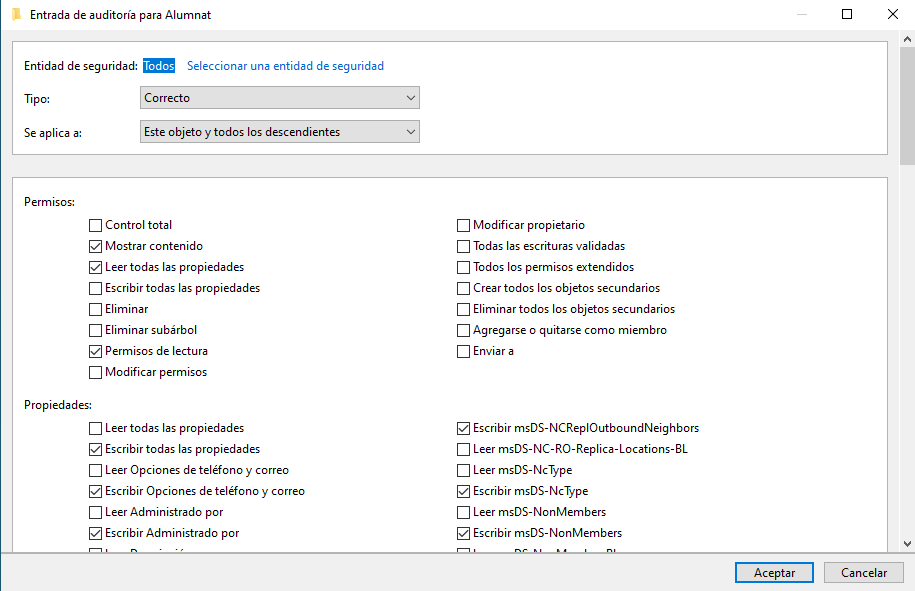 Entrada de auditoría para Alumnat
Entidad de seguridad: Todos Seleccionar una entidad de seguridad
Tipo: Correcto
Se aplica a: Este objeto y todos los descendientes
Permisos:
Control total
Mostrar contenido
Leer todas las propiedades
Escribir todas las propiedades
Eliminar
Eliminar subárbol
Permisos de lectura
Modificar permisos
Modificar propietario
Todas las escrituras validadas
Todos los permisos extendidos
Crear todos los objetos secundarios
Eliminar todos los objetos secundarios
Agregarse o quitarse como miembro
Enviar a
Propiedades:
Leer todas las propiedades
Escribir todas las propiedades
Leer Opciones de teléfono y correo
Escribir Opciones de teléfono y correo
Leer Administrado por
Escribir Administrado por
Escribir msDS-NCReplOutboundNeighbors
Leer msDS-NC-RO-Replica-Locations-BL
Leer msDS-NcType
Escribir msDS-NcType
Leer msDS-NonMembers
Escribir msDS-NonMembers
Aceptar
Cancelar